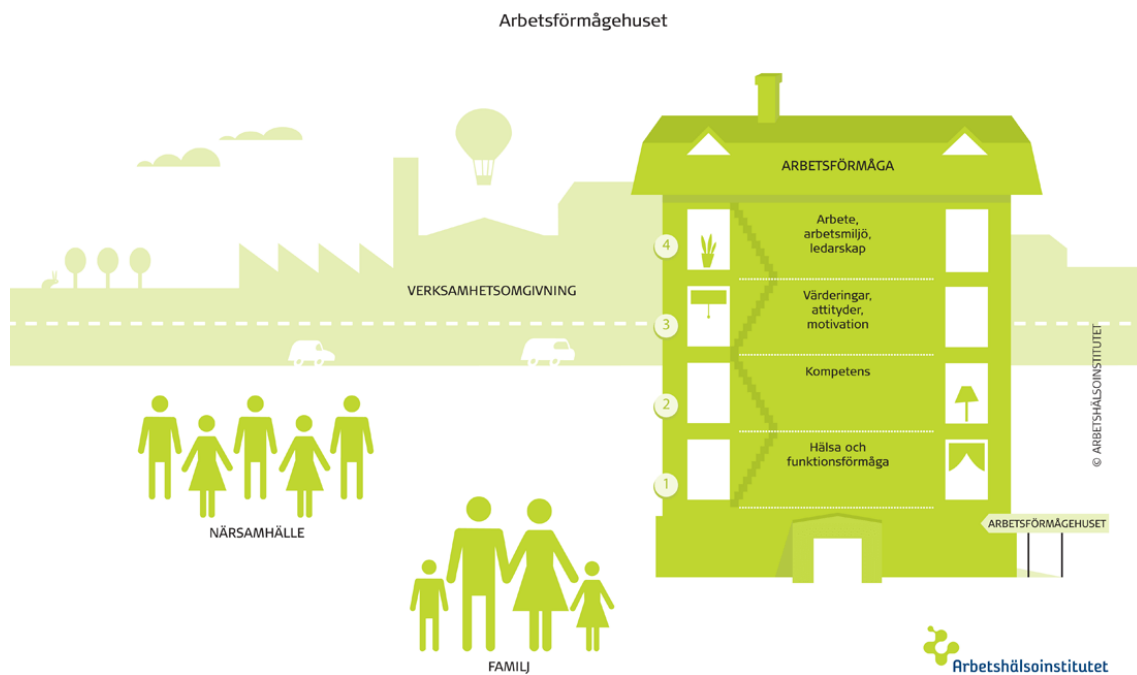 Arbetsförmågehuset
ARBETSFÖRMÅGA
4
Arbete,
arbetsmiljö,
ledarskap
VERKSAMHETSOMGIVNING
3
Värderingar,
attityder,
motivation
2
Kompetens
1
Hälsa och
funktionsförmåga
© ARBETSHÄLSOINSTITUTET
ARBETSFÖRMÅGEHUSET
NÄRSAMHÄLLE
FAMILJ
Arbetshälsoinstitutet